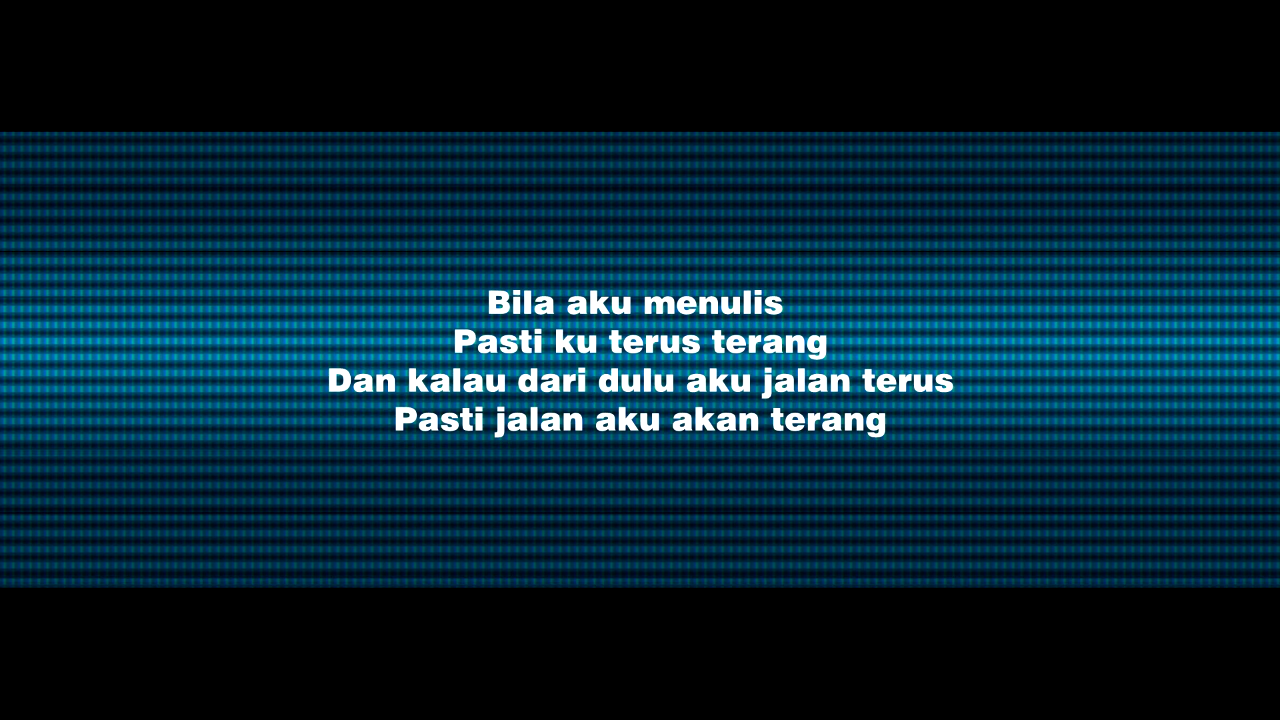 Bila aku menulis
Pasti ku terus terang
Dan kalau dari dulu aku jalan terus
Pasti jalan aku akan terang